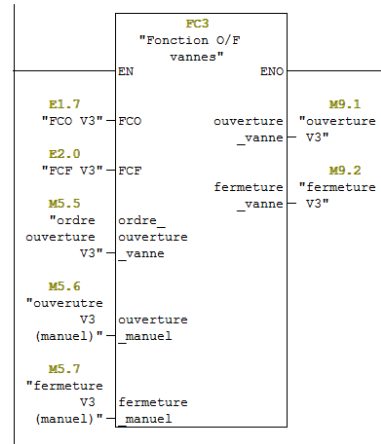 FC3
"Fonction O/F
vannes"
EN ENO
E1.7 M9.1
"FCO V3" FCO ouverture "ouverture
_vanne V3"
E2.0 M9.2
"FCF V3" FCF fermeture "fermeture
_vanne V3"
M5.5
"ordre ordre_
ouverture ouverture
V3" _vanne
M5.6
"ouverutre
V3 ouverture
(manuel)" _manuel
M5.7
"fermeture
V3 fermeture
(manuel)" _manuel